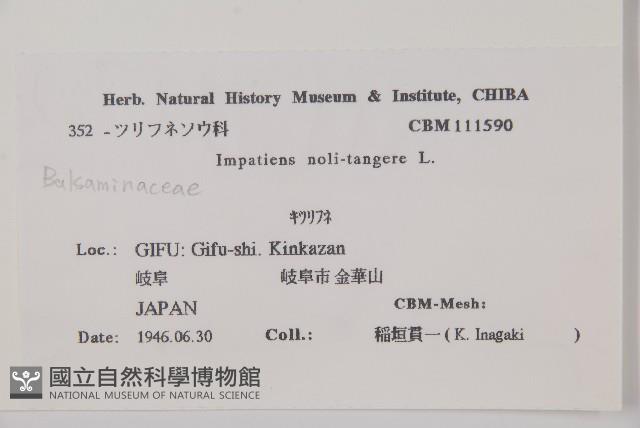 Herb. Natural History Museum & Institute, CHIBA
352 - ツリフネソウ科 CBM 111590
Impatiens noli-tangere L.
Balsaminaceae
ｷﾂﾘﾌﾈ
Loc.: GIFU: Gifu-shi. Kinkazan
岐阜 岐阜市 金華山
JAPAN CBM-Mesh:
Date: 1946.06.30 Coll.: 稲垣貫一 ( K. Inagaki )
國立自然科學博物館
NATIONAL MUSEUM OF NATURAL SCIENCE